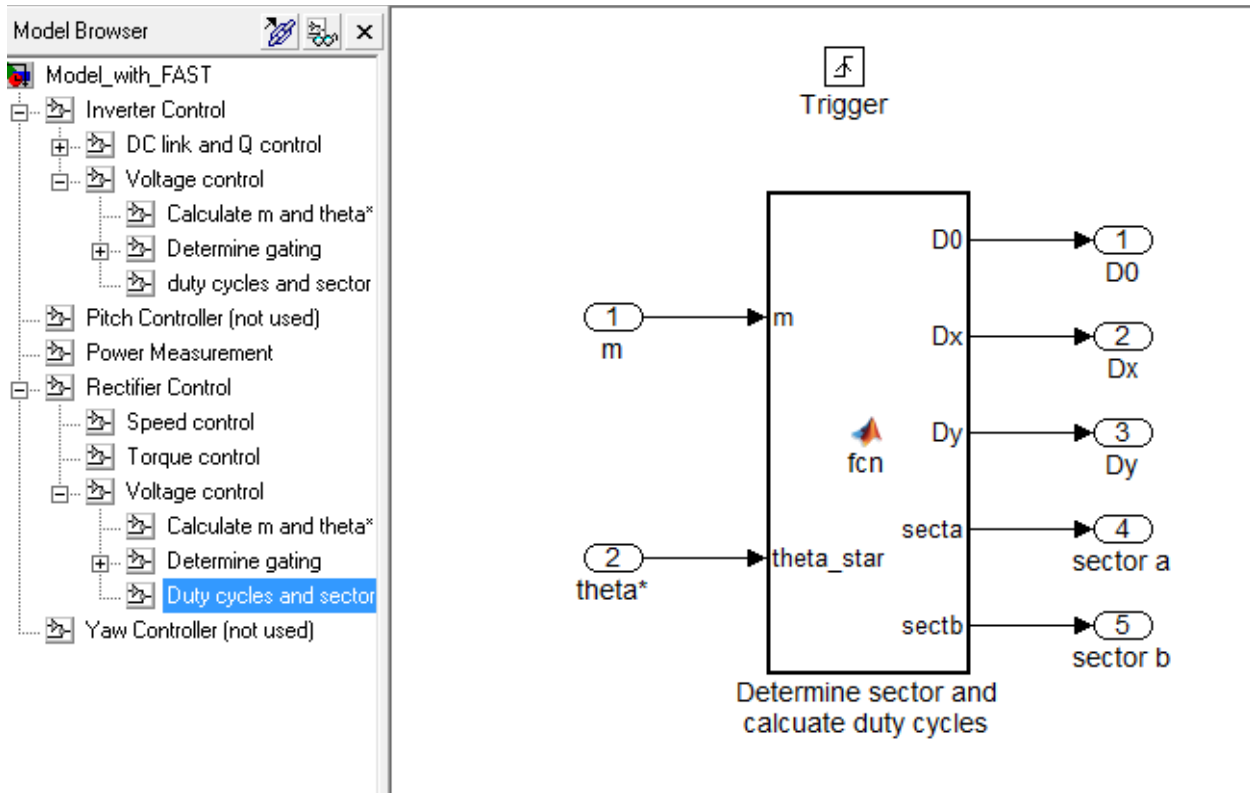 Model Browser
Model_with_FAST
Inverter Control
DC link and Q control
Voltage control
Calculate m and theta*
Determine gating
duty cycles and sector
Pitch Controller (not used)
Power Measurement
Rectifier Control
Speed control
Torque control
Voltage control
Calculate m and theta*
Determine gating
Duty cycles and sector
Yaw Controller (not used)
Trigger
1
m
2
theta*
m
theta_star
fcn
D0
Dx
Dy
secta
sectb
Determine sector and
calcuate duty cycles
1
D0
2
Dx
3
Dy
4
sector a
5
sector b